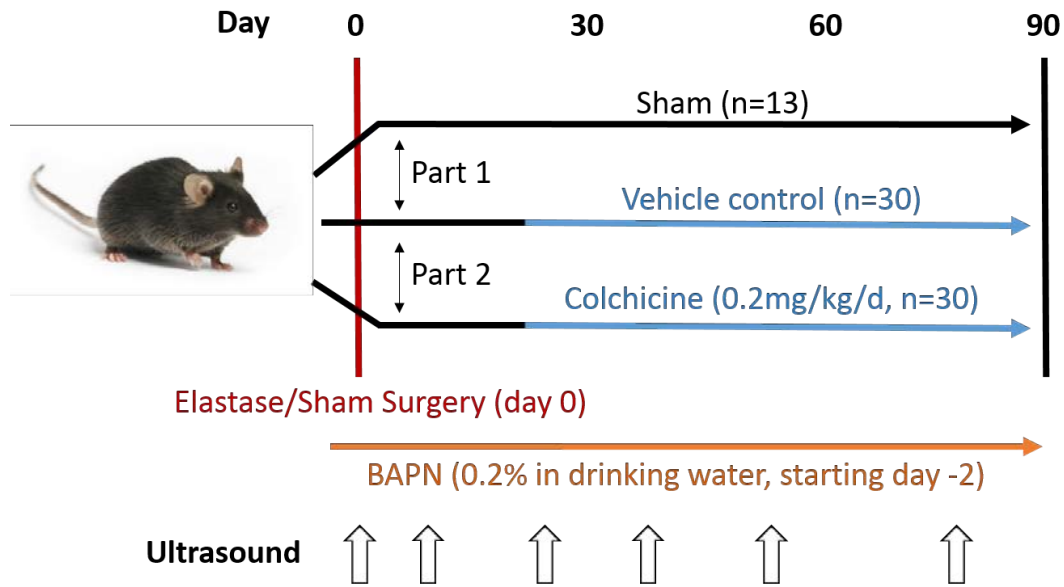 Day 0 30 60 90
Sham (n=13)
Part 1
Vehicle control (n=30)
Part 2
Colchicine (0.2mg/kg/d, n=30)
Elastase/Sham Surgery (day 0)
BAPN (0.2% in drinking water, starting day -2)
Ultrasound